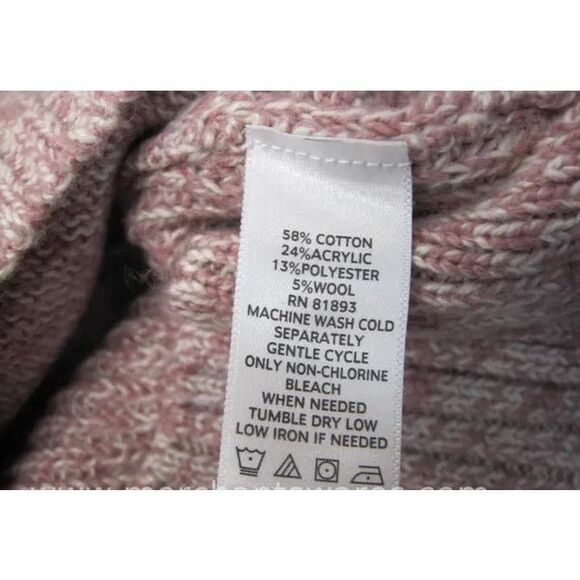 58% COTTON
24%ACRYLIC
13%POLYESTER
5%WOOL
RN 81893
MACHINE WASH COLD
SEPARATELY
GENTLE CYCLE
ONLY NON-CHLORINE
BLEACH
WHEN NEEDED
TUMBLE DRY LOW
LOW IRON IF NEEDED